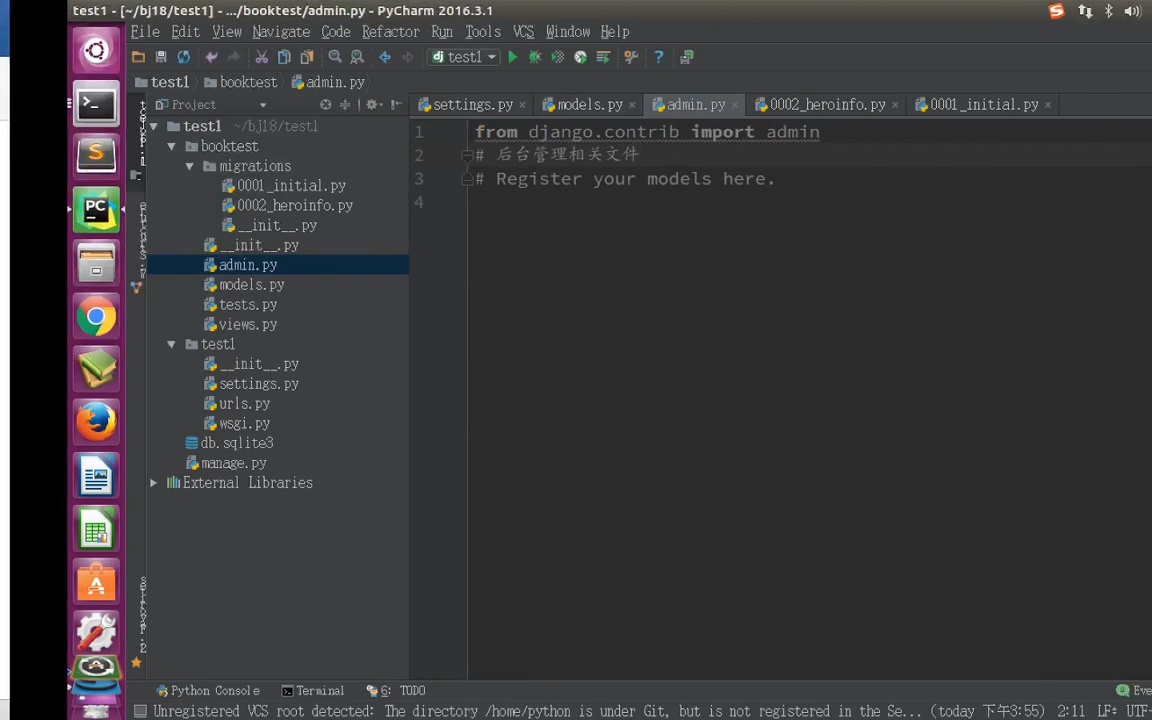 test1 - [~/bj18/test1] - .../booktest/admin.py - PyCharm 2016.3.1
File Edit View Navigate Code Refactor Run Tools VCS Window Help
dj test1
test1 booktest admin.py
Project
settings.py × models.py × admin.py × 0002_heroinfo.py × 0001_initial.py ×
test1 ~/bj18/test1
booktest
migrations
0001_initial.py
0002_heroinfo.py
__init__.py
__init__.py
admin.py
models.py
tests.py
views.py
test1
__init__.py
settings.py
urls.py
wsgi.py
db.sqlite3
manage.py
External Libraries
1 from django.contrib import admin
2 # 后台管理相关文件
3 # Register your models here.
4
Python Console Terminal 6: TODO Eve
Unregistered VCS root detected: The directory /home/python is under Git, but is not registered in the Se... (today 下午3:55) 2:11 LF÷ UTF-